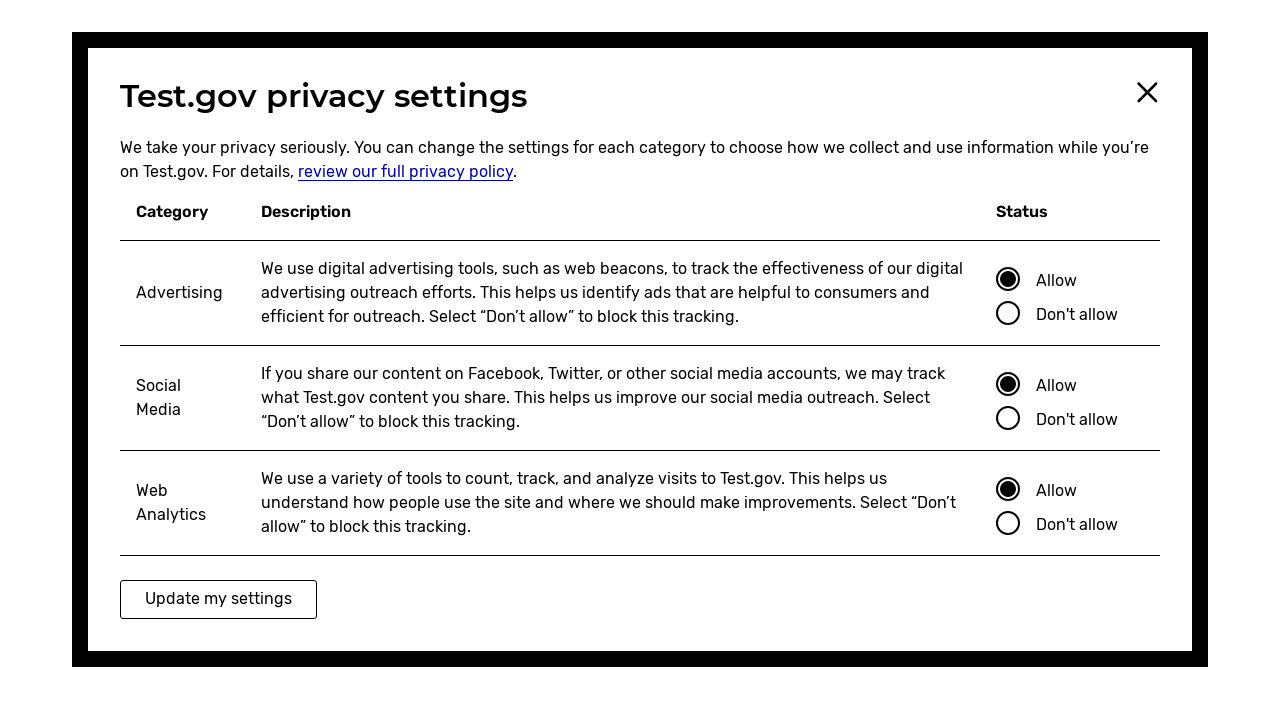 Test.gov privacy settings
We take your privacy seriously. You can change the settings for each category to choose how we collect and use information while you’re
on Test.gov. For details, review our full privacy policy.
Category Description Status
Advertising
We use digital advertising tools, such as web beacons, to track the effectiveness of our digital
advertising outreach efforts. This helps us identify ads that are helpful to consumers and
efficient for outreach. Select “Don’t allow” to block this tracking.
Allow
Don't allow
Social
Media
If you share our content on Facebook, Twitter, or other social media accounts, we may track
what Test.gov content you share. This helps us improve our social media outreach. Select
“Don’t allow” to block this tracking.
Allow
Don't allow
Web
Analytics
We use a variety of tools to count, track, and analyze visits to Test.gov. This helps us
understand how people use the site and where we should make improvements. Select “Don’t
allow” to block this tracking.
Allow
Don't allow
Update my settings